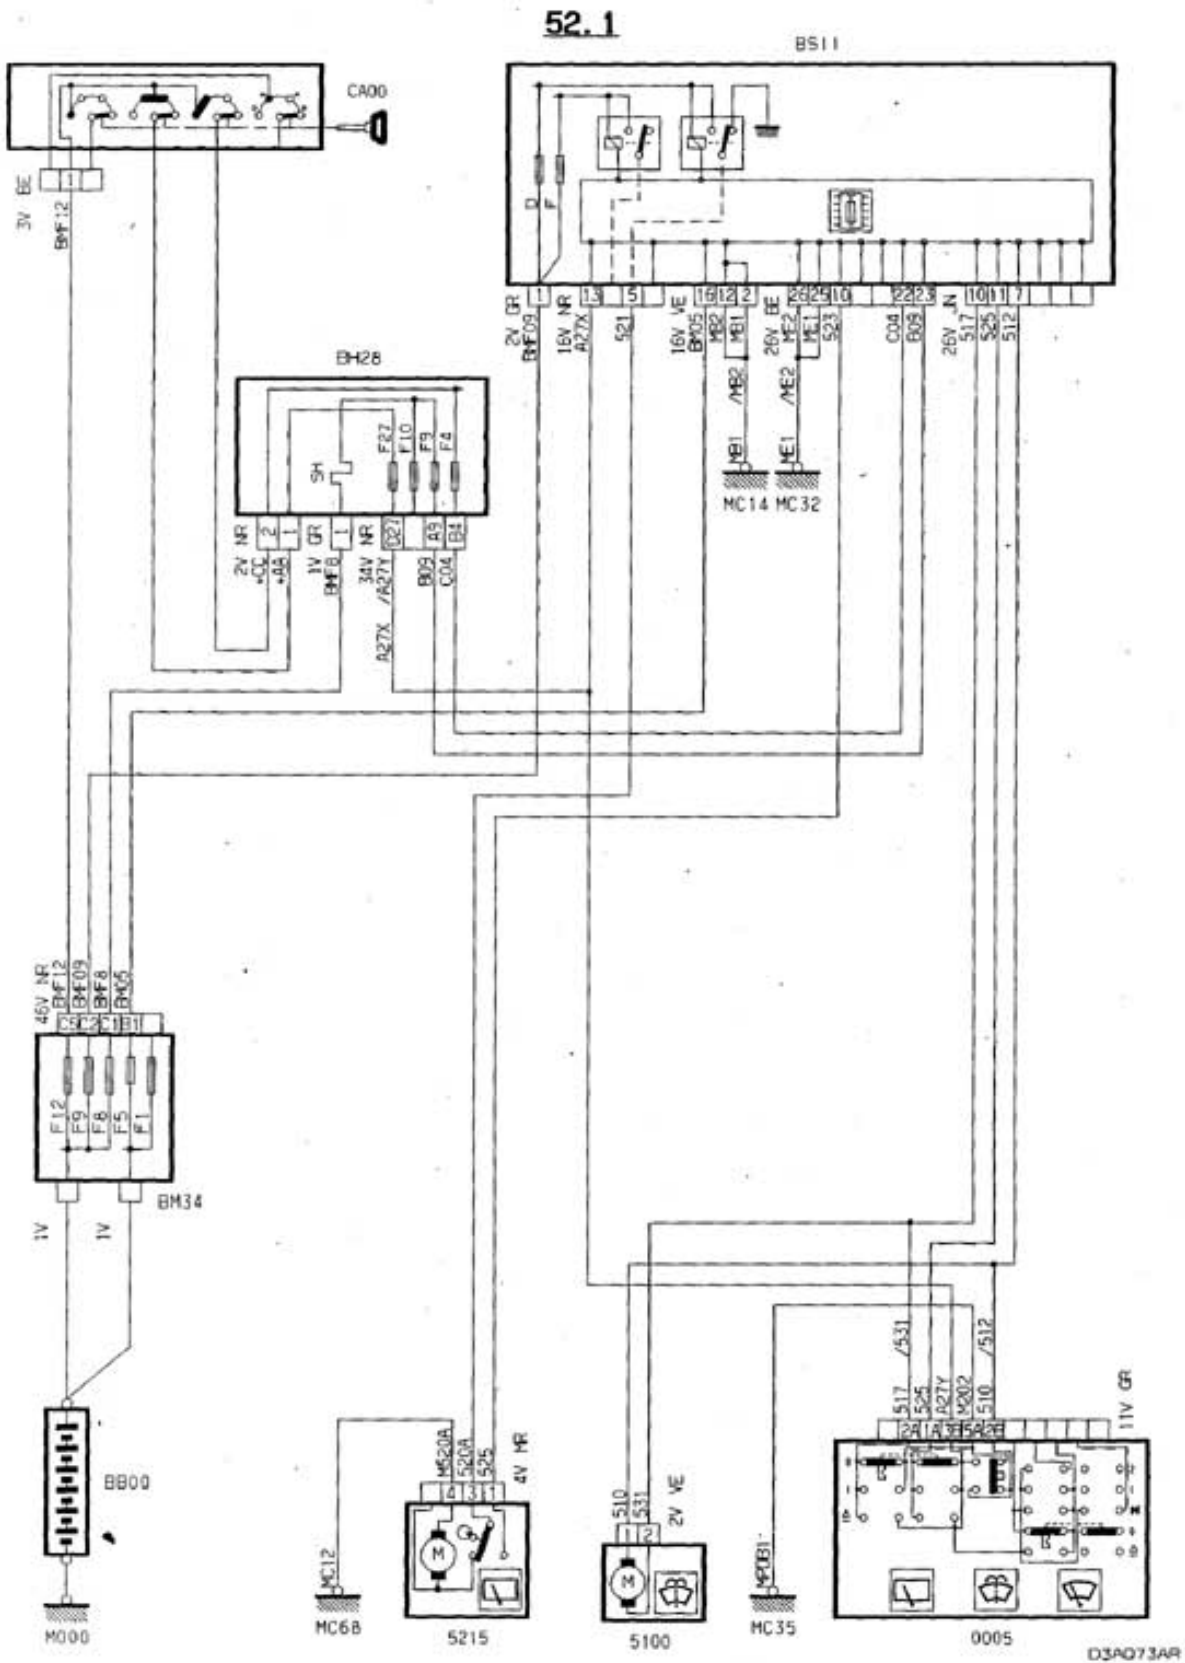 52.1
BSI1
CA00
3V BE
1
BMF12
D
F
1
13
5
16
12
2
26
25
10
22
23
10
11
7
2V GR
BMF09
16V NR
A27X
521
16V VE
BM05
MB2
MB1
26V BE
ME2
ME1
523
C04
B09
26V JN
517
525
512
/MB2
/ME2
MB1
ME1
MC14
MC32
BH28
SH
F27
F10
F9
F4
2
1
1
D27
A9
B4
2V NR
+CC
+AA
1V GR
BMF8
34V NR
/A27Y
A27X
B09
C04
46V NR
BMF12
BMF09
BMF8
BM05
C5
C2
C1
B1
F12
F9
F8
F5
F1
BM34
1V
1V
BB00
M000
MC12
MC68
M520A
520A
525
4V MR
4
3
1
M
5215
510
531
2V VE
1
2
M
5100
MPDB1
MC35
/531
/512
517
525
A27Y
M202
510
11V GR
2A
1A
3B
5A
2B
0005
D3AQ73AR